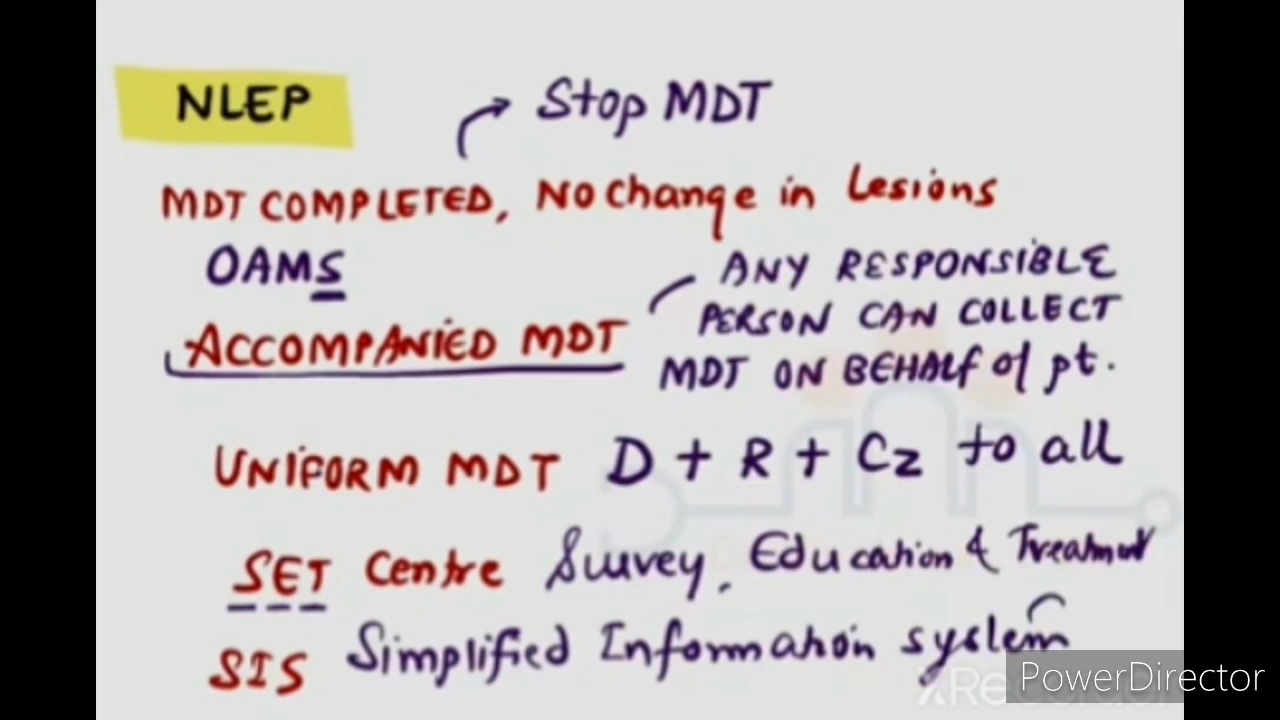 NLEP
Stop MDT
MDT COMPLETED, No change in Lesions
OAMS
ACCOMPANIED MDT
ANY RESPONSIBLE
PERSON CAN COLLECT
MDT ON BEHALF of pt.
UNIFORM MDT D + R + Cz to all
SET Centre Survey, Education & Treatment
SIS Simplified Information system
PowerDirector